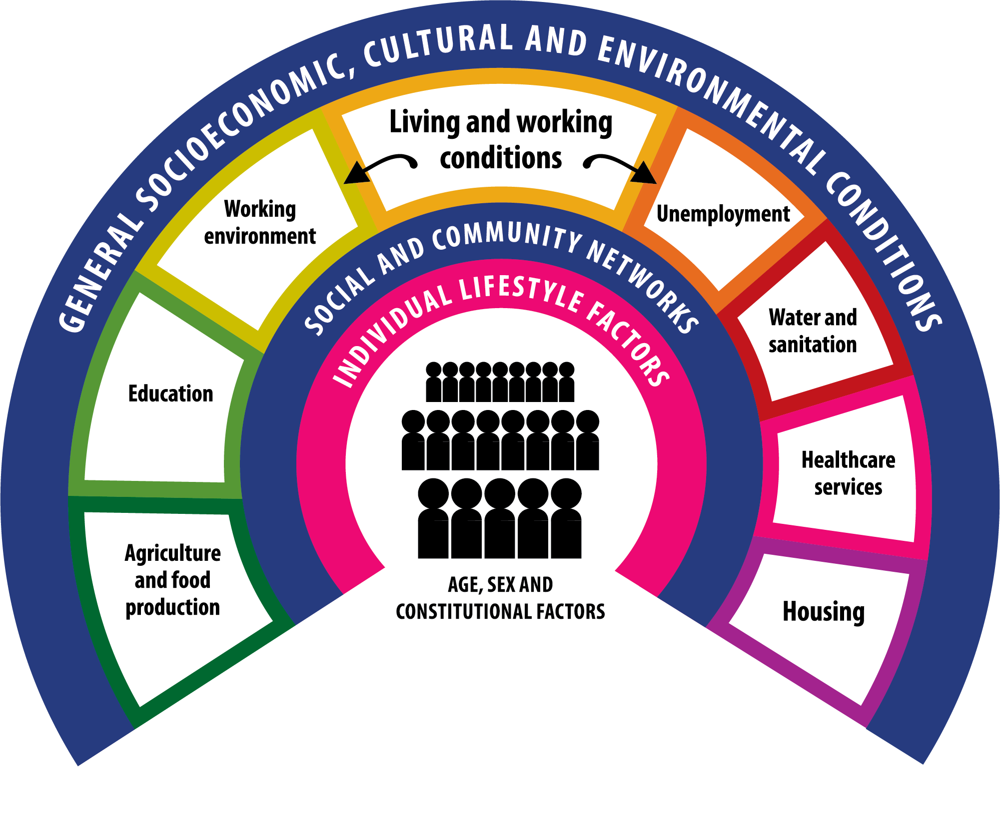 GENERAL SOCIOECONOMIC, CULTURAL AND ENVIRONMENTAL CONDITIONS
Living and working
conditions
Working
environment
Unemployment
Education
Water and
sanitation
Agriculture
and food
production
Healthcare
services
Housing
SOCIAL AND COMMUNITY NETWORKS
INDIVIDUAL LIFESTYLE FACTORS
AGE, SEX AND
CONSTITUTIONAL FACTORS